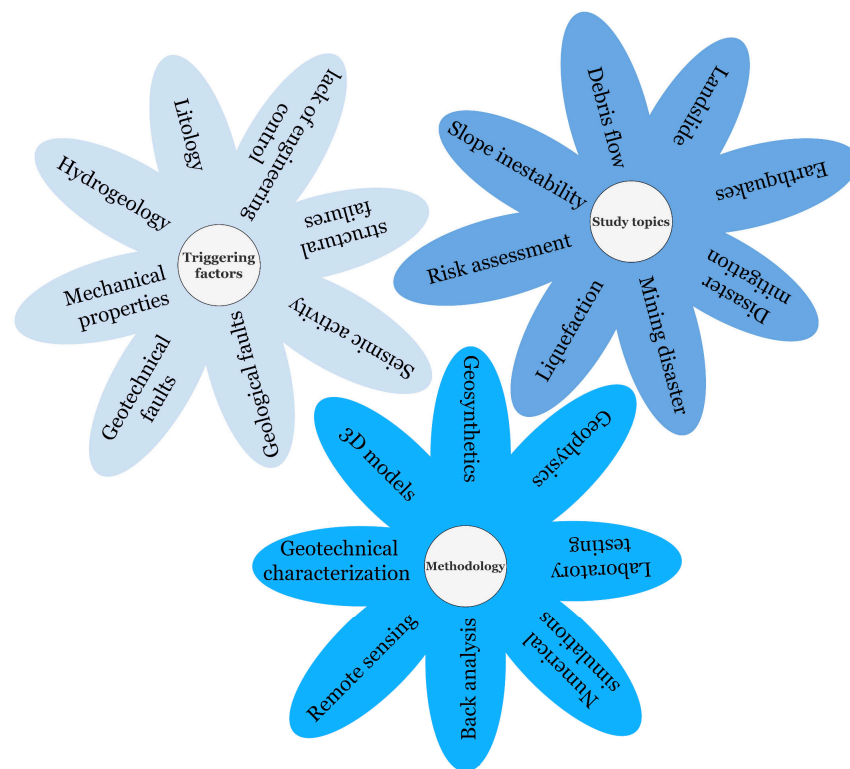 Triggering
factors
Litology
lack of engineering
control
structural
failures
Seismic activity
Geological faults
Geotechnical
faults
Mechanical
properties
Hydrogeology
Study topics
Debris flow
Landslide
Earthquakes
Disaster
mitigation
Mining disaster
Liquefaction
Risk assessment
Slope inestability
Methodology
Geosynthetics
Geophysics
Laboratory
testing
Numerical
simulations
Back analysis
Remote sensing
Geotechnical
characterization
3D models